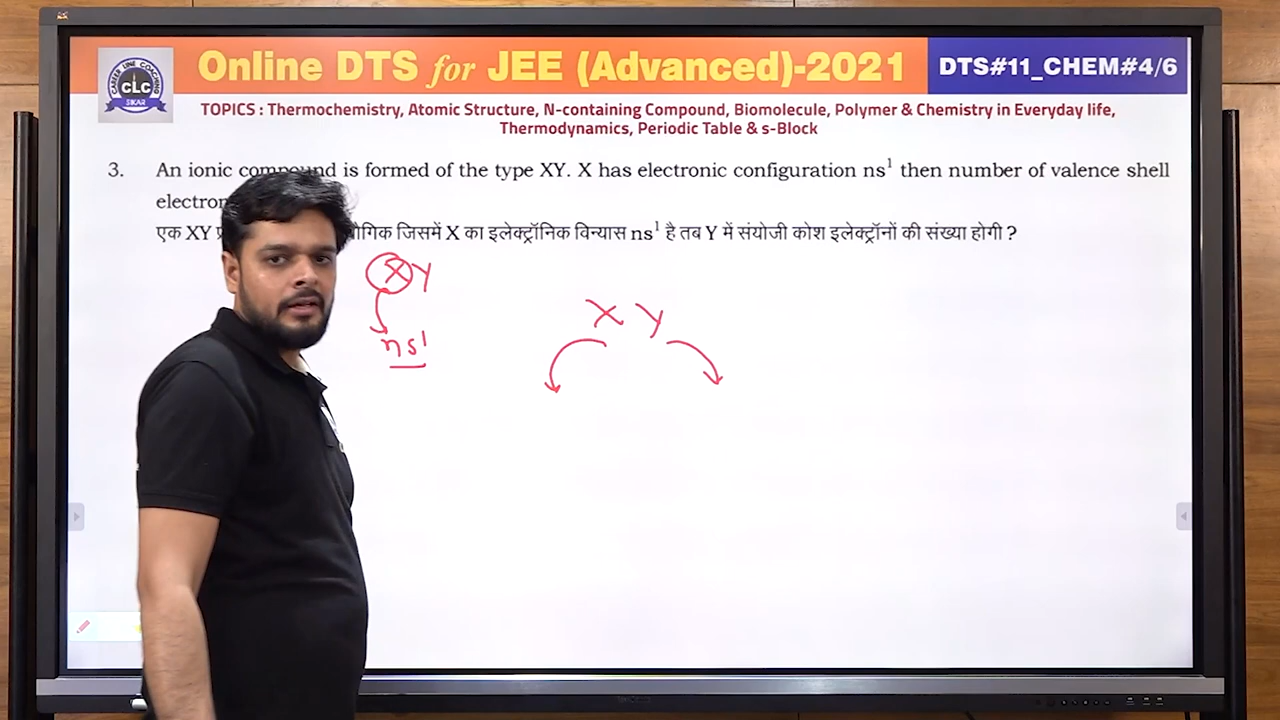 Online DTS for JEE (Advanced)-2021
DTS#11_CHEM#4/6
CAREER LINE COACHING
CLC
SIKAR
TOPICS : Thermochemistry, Atomic Structure, N-containing Compound, Biomolecule, Polymer & Chemistry in Everyday life,
Thermodynamics, Periodic Table & s-Block
3. An ionic compound is formed of the type XY. X has electronic configuration ns¹ then number of valence shell
एक XY जिसमें X का इलेक्ट्रॉनिक विन्यास ns¹ है तब Y में संयोजी कोश इलेक्ट्रॉनों की संख्या होगी ?
XY
ns¹
X Y